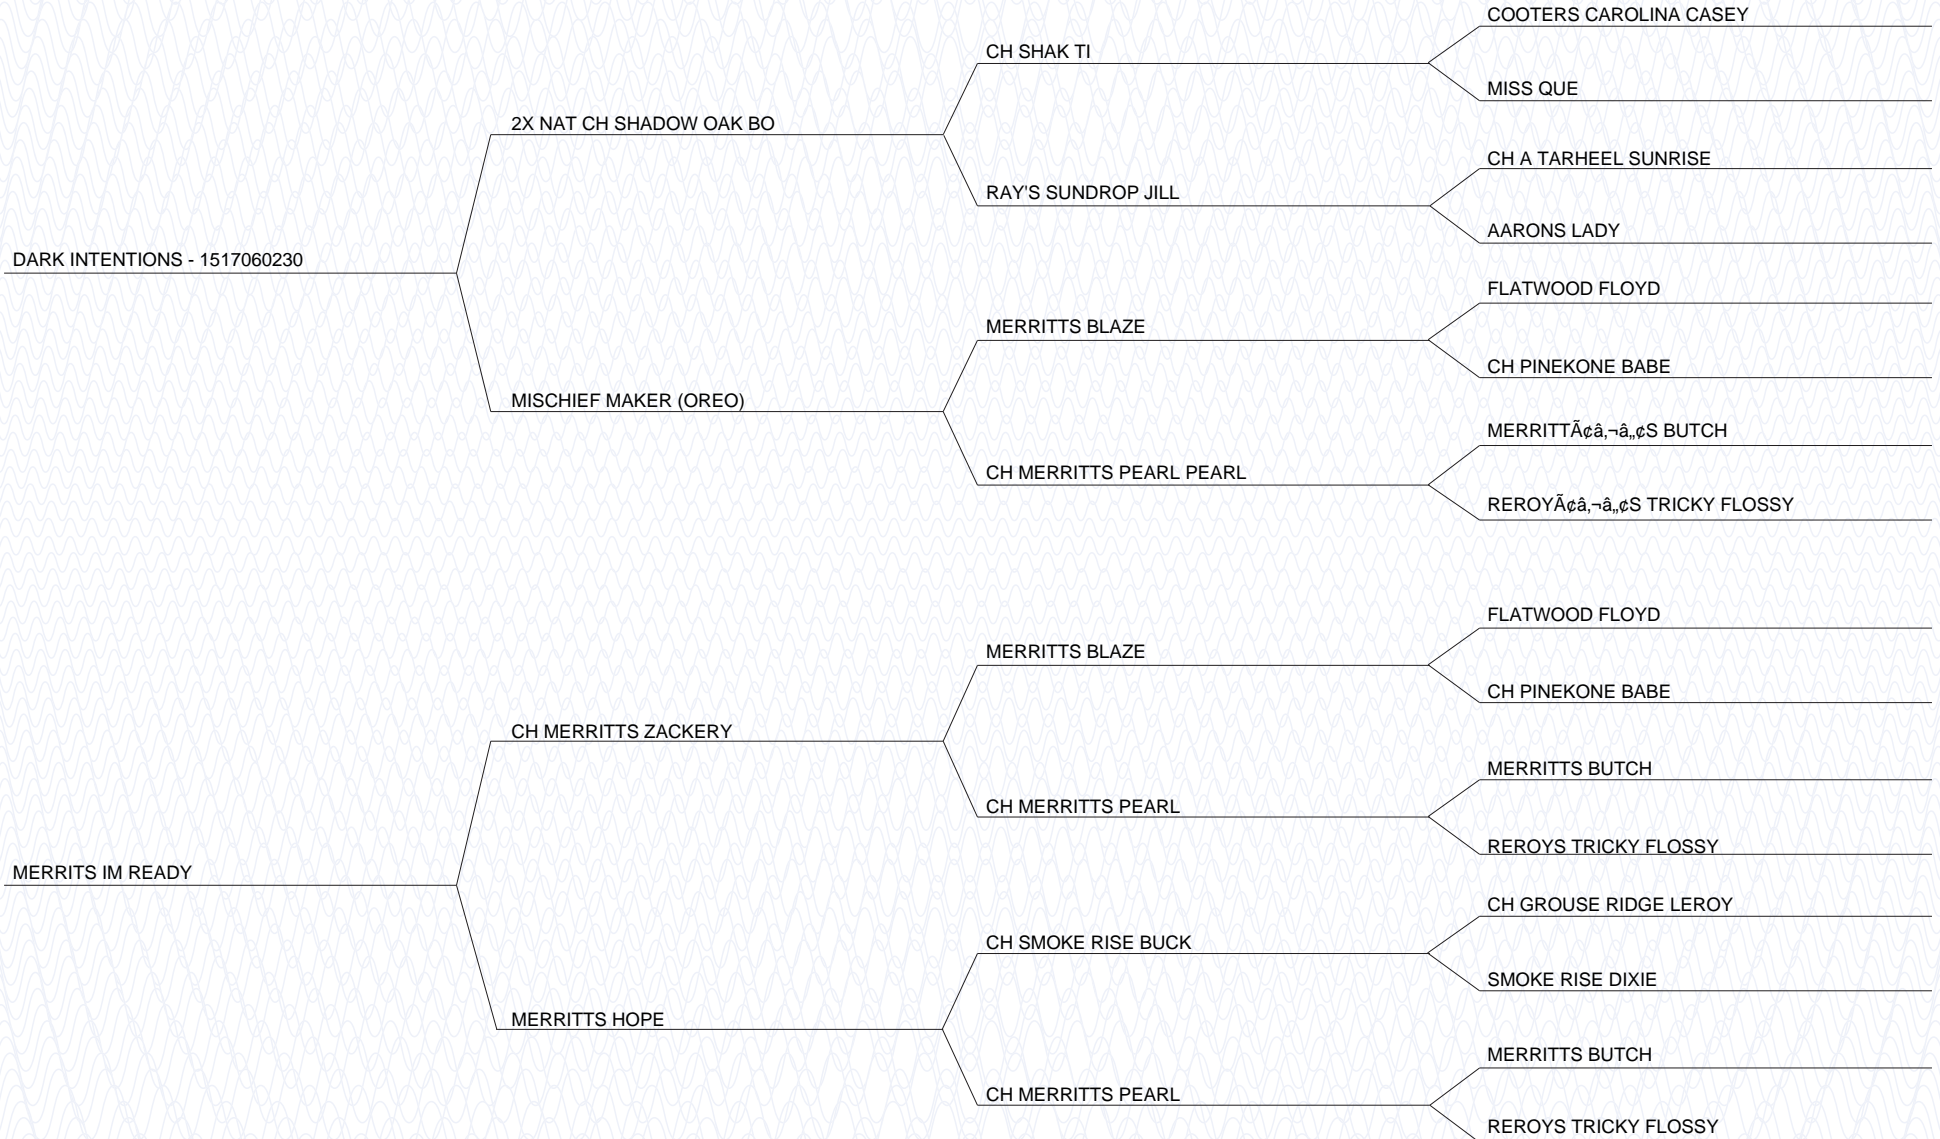 COOTERS CAROLINA CASEY
CH SHAK TI
MISS QUE
2X NAT CH SHADOW OAK BO
CH A TARHEEL SUNRISE
RAY'S SUNDROP JILL
AARONS LADY
DARK INTENTIONS - 1517060230
FLATWOOD FLOYD
MERRITTS BLAZE
CH PINEKONE BABE
MISCHIEF MAKER (OREO)
MERRITTÃ¢â‚¬â„¢S BUTCH
CH MERRITTS PEARL PEARL
REROYÃ¢â‚¬â„¢S TRICKY FLOSSY
FLATWOOD FLOYD
MERRITTS BLAZE
CH PINEKONE BABE
CH MERRITTS ZACKERY
MERRITTS BUTCH
CH MERRITTS PEARL
REROYS TRICKY FLOSSY
MERRITS IM READY
CH GROUSE RIDGE LEROY
CH SMOKE RISE BUCK
SMOKE RISE DIXIE
MERRITTS HOPE
MERRITTS BUTCH
CH MERRITTS PEARL
REROYS TRICKY FLOSSY